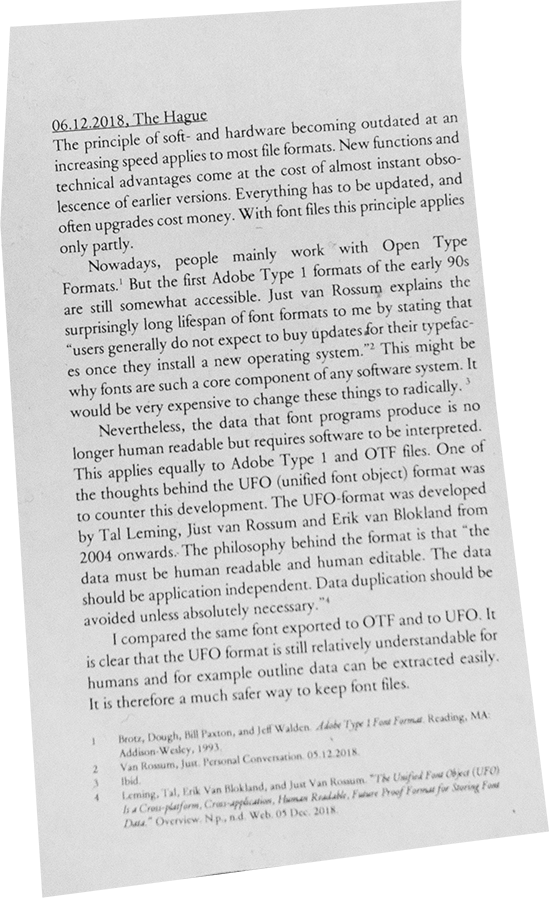 06.12.2018, The Hague
The principle of soft- and hardware becoming outdated at an
increasing speed applies to most file formats. New functions and
technical advantages come at the cost of almost instant obso-
lescence of earlier versions. Everything has to be updated, and
often upgrades cost money. With font files this principle applies
only partly.
Nowadays, people mainly work with Open Type
Formats.¹ But the first Adobe Type 1 formats of the early 90s
are still somewhat accessible. Just van Rossum explains the
surprisingly long lifespan of font formats to me by stating that
“users generally do not expect to buy updates for their typefac-
es once they install a new operating system.”² This might be
why fonts are such a core component of any software system. It
would be very expensive to change these things to radically. ³
Nevertheless, the data that font programs produce is no
longer human readable but requires software to be interpreted.
This applies equally to Adobe Type 1 and OTF files. One of
the thoughts behind the UFO (unified font object) format was
to counter this development. The UFO-format was developed
by Tal Leming, Just van Rossum and Erik van Blokland from
2004 onwards. The philosophy behind the format is that “the
data must be human readable and human editable. The data
should be application independent. Data duplication should be
avoided unless absolutely necessary.”⁴
I compared the same font exported to OTF and to UFO. It
is clear that the UFO format is still relatively understandable for
humans and for example outline data can be extracted easily.
It is therefore a much safer way to keep font files.
1 Brotz, Dough, Bill Paxton, and Jeff Walden. Adobe Type 1 Font Format. Reading, MA:
Addison-Wesley, 1993.
2 Van Rossum, Just. Personal Conversation. 05.12.2018.
3 Ibid.
4 Leming, Tal, Erik Van Blokland, and Just Van Rossum. “The Unified Font Object (UFO)
Is a Cross-platform, Cross-application, Human Readable, Future Proof Format for Storing Font
Data.” Overview. N.p., n.d. Web. 05 Dec. 2018.